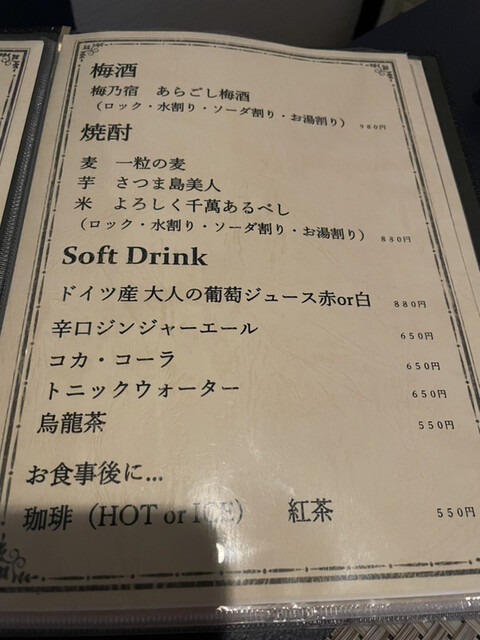 梅酒
梅乃宿 あらごし梅酒
（ロック・水割り・ソーダ割り・お湯割り） 980円
焼酎
麦 一粒の麦
芋 さつま島美人
米 よろしく千萬あるべし
（ロック・水割り・ソーダ割り・お湯割り） 880円
Soft Drink
ドイツ産 大人の葡萄ジュース赤or白 880円
辛口ジンジャーエール 650円
コカ・コーラ 650円
トニックウォーター 650円
烏龍茶 550円
お食事後に...
珈琲（HOT or ICE） 紅茶 550円